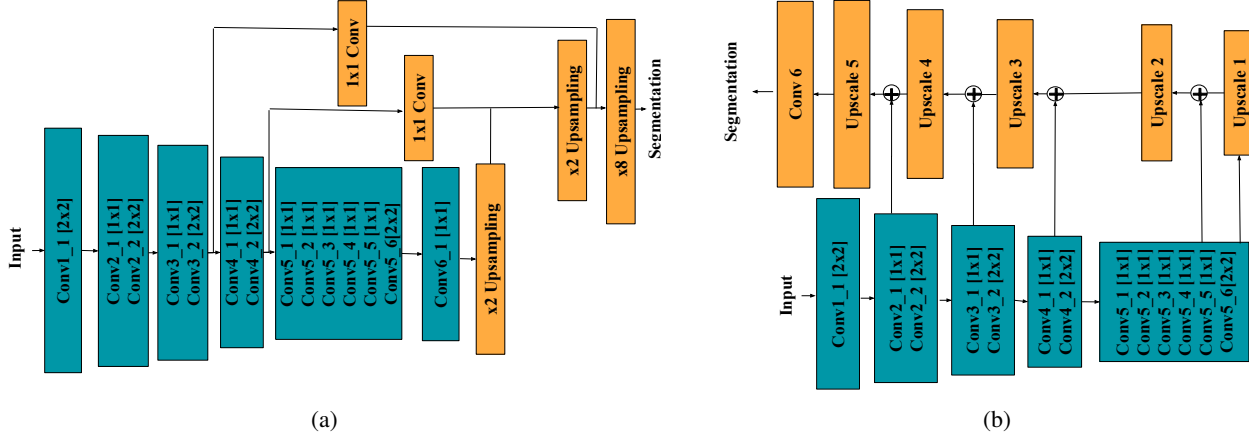 Input
Conv1_1 [2x2]
Conv2_1 [1x1]
Conv2_2 [2x2]
Conv3_1 [1x1]
Conv3_2 [2x2]
Conv4_1 [1x1]
Conv4_2 [2x2]
Conv5_1 [1x1]
Conv5_2 [1x1]
Conv5_3 [1x1]
Conv5_4 [1x1]
Conv5_5 [1x1]
Conv5_6[2x2]
Conv6_1 [1x1]
x2 Upsampling
1x1 Conv
1x1 Conv
x2 Upsampling
x8 Upsampling
Segmentation
(a)
Segmentation
Conv 6
Upscale 5
Upscale 4
Upscale 3
Upscale 2
Upscale 1
Input
Conv1_1 [2x2]
Conv2_1 [1x1]
Conv2_2 [2x2]
Conv3_1 [1x1]
Conv3_2 [2x2]
Conv4_1 [1x1]
Conv4_2 [2x2]
Conv5_1 [1x1]
Conv5_2 [1x1]
Conv5_3 [1x1]
Conv5_4 [1x1]
Conv5_5 [1x1]
Conv5_6[2x2]
(b)